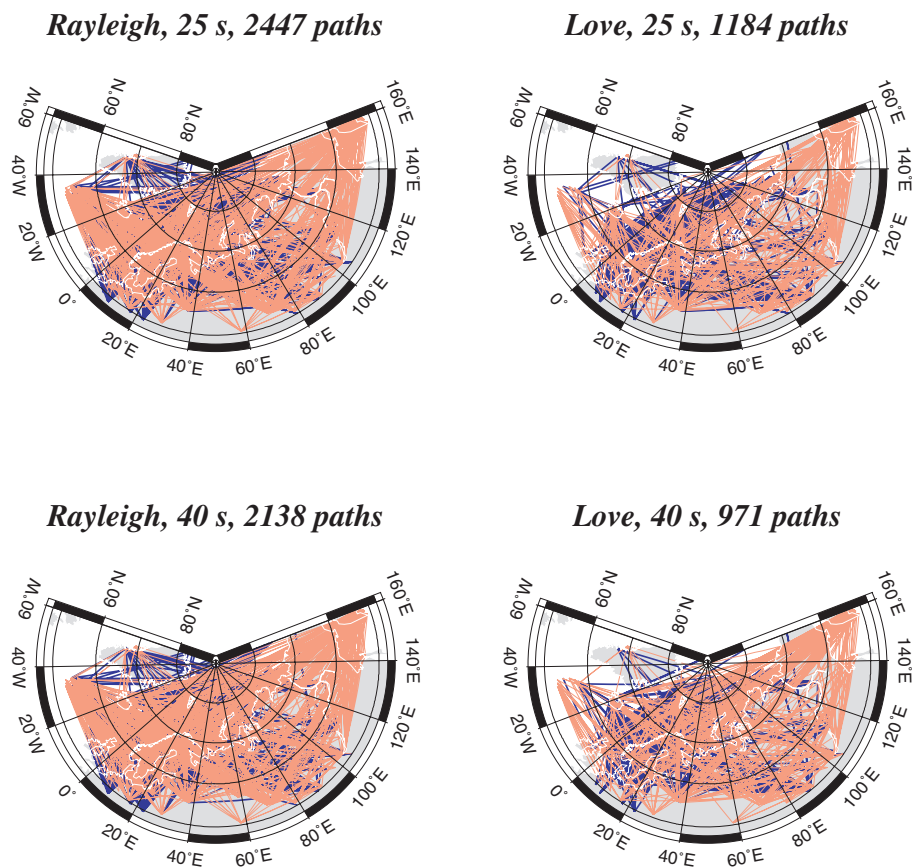 Rayleigh, 25 s, 2447 paths
60˚W
60˚N
80˚N
160˚E
40˚W
140˚E
20˚W
120˚E
0˚
100˚E
20˚E
80˚E
40˚E
60˚E
Love, 25 s, 1184 paths
60˚W
60˚N
80˚N
160˚E
40˚W
140˚E
20˚W
120˚E
0˚
100˚E
20˚E
80˚E
40˚E
60˚E
Rayleigh, 40 s, 2138 paths
60˚W
60˚N
80˚N
160˚E
40˚W
140˚E
20˚W
120˚E
0˚
100˚E
20˚E
80˚E
40˚E
60˚E
Love, 40 s, 971 paths
60˚W
60˚N
80˚N
160˚E
40˚W
140˚E
20˚W
120˚E
0˚
100˚E
20˚E
80˚E
40˚E
60˚E